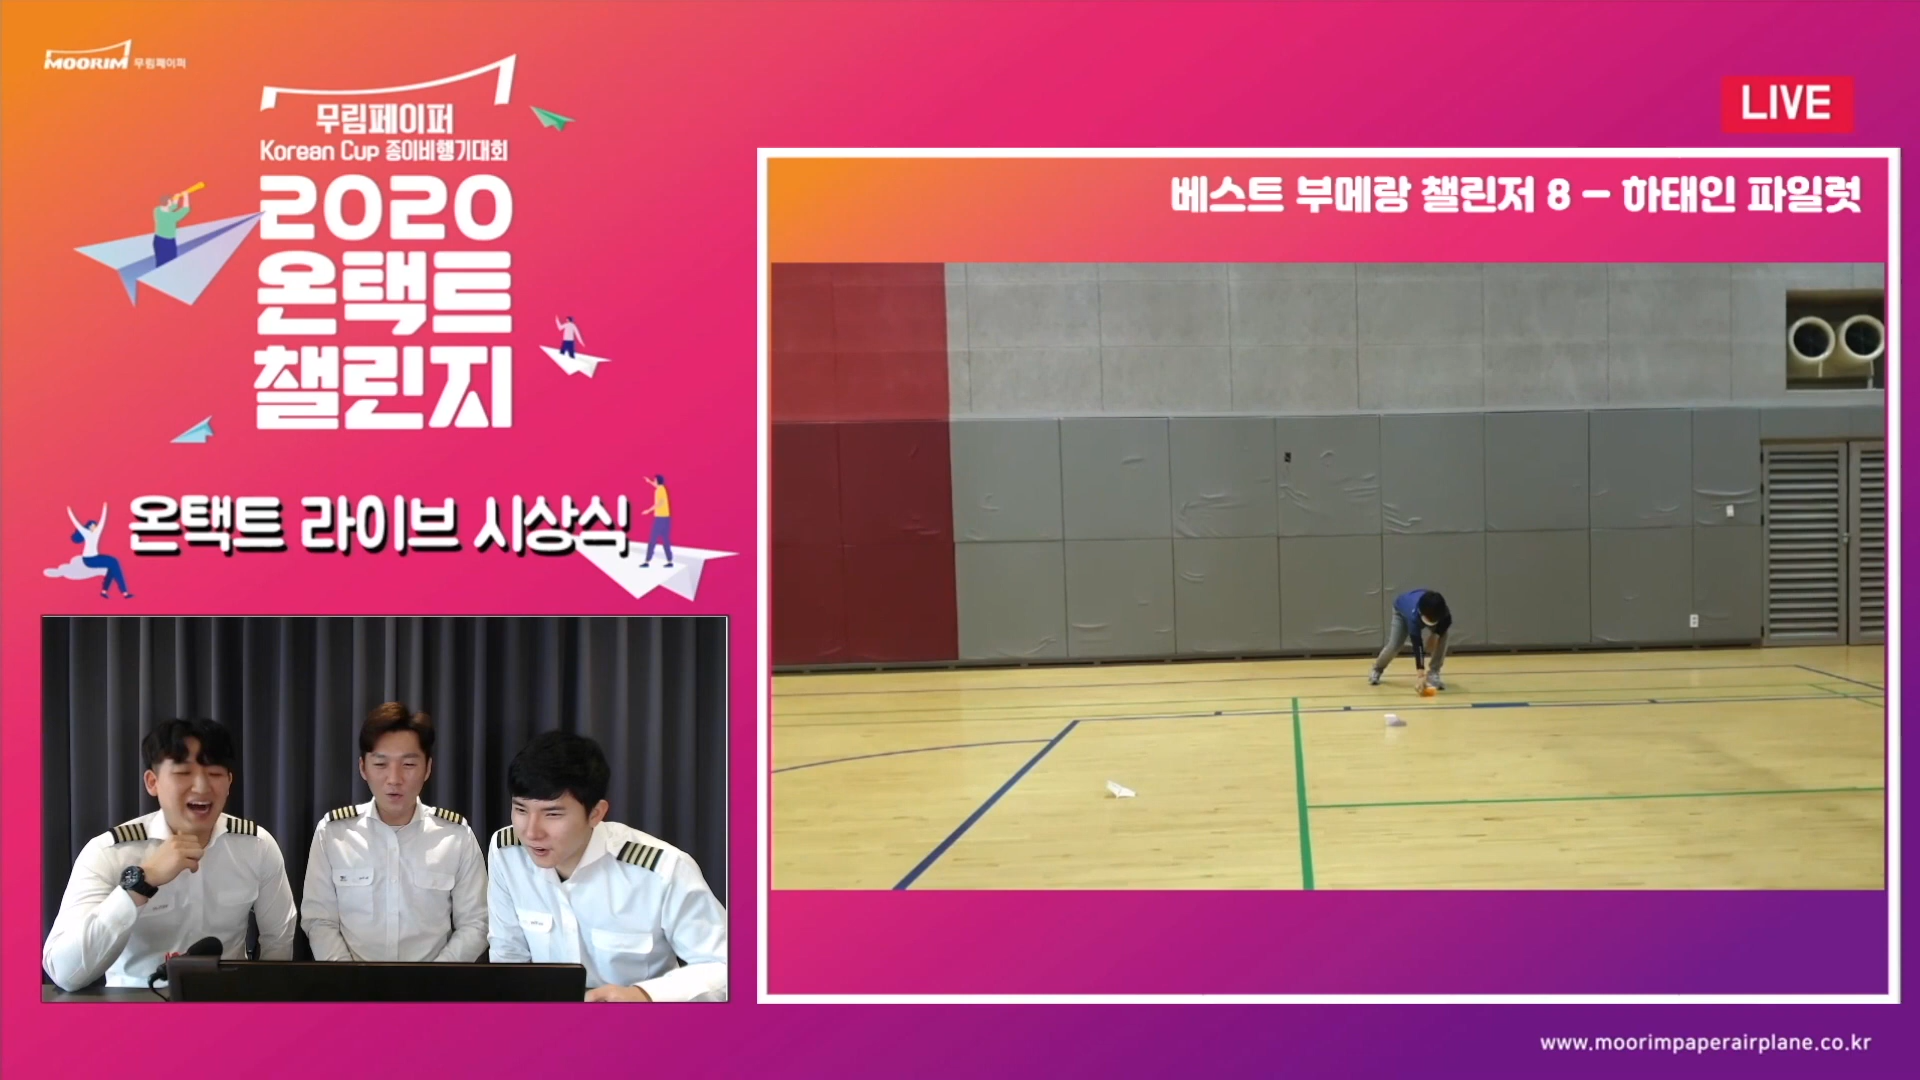 MOORIM 무림페이퍼
무림페이퍼
Korean Cup 종이비행기대회
2020
온택트
챌린지
온택트 라이브 시상식
LIVE
베스트 부메랑 챌린저 8 – 하태인 파일럿
www.moorimpaperairplane.co.kr